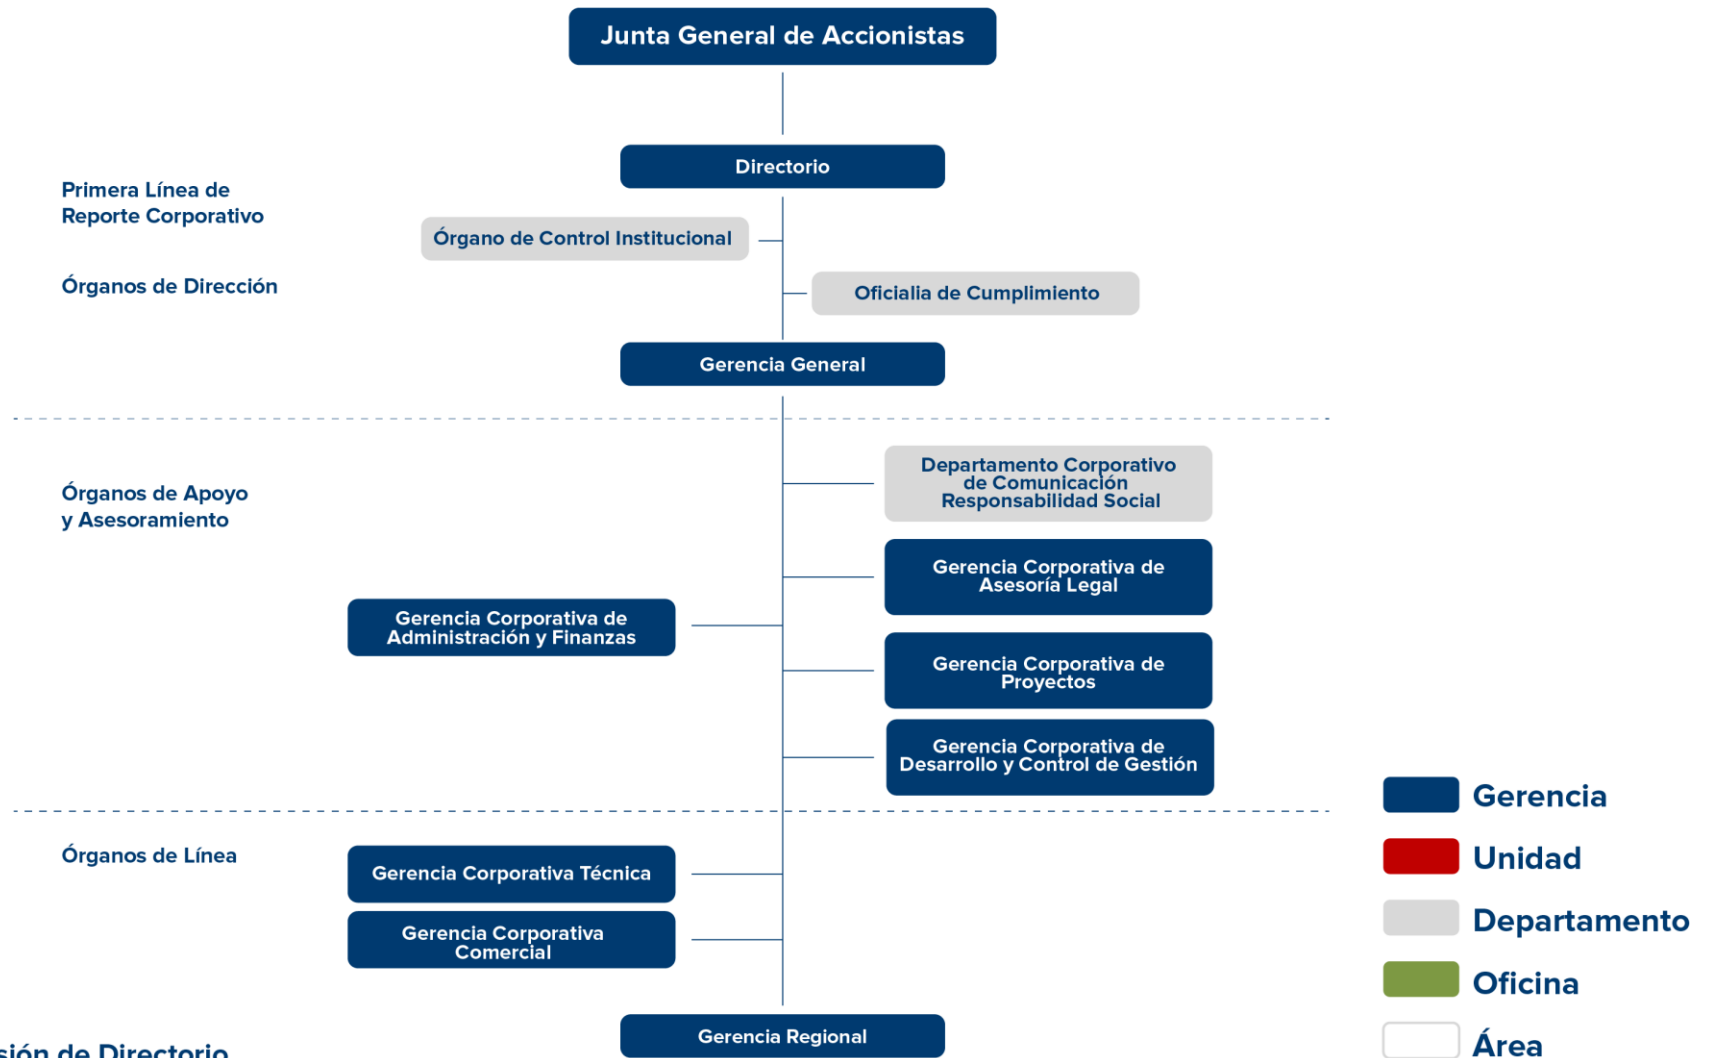 Junta General de Accionistas
Directorio
Primera Línea de
Reporte Corporativo
Órgano de Control Institucional
Órganos de Dirección
Oficialia de Cumplimiento
Gerencia General
Órganos de Apoyo
y Asesoramiento
Departamento Corporativo
de Comunicación
Responsabilidad Social
Gerencia Corporativa de
Asesoría Legal
Gerencia Corporativa de
Administración y Finanzas
Gerencia Corporativa de
Proyectos
Gerencia Corporativa de
Desarrollo y Control de Gestión
Órganos de Línea
Gerencia Corporativa Técnica
Gerencia Corporativa
Comercial
Gerencia Regional
Gerencia
Unidad
Departamento
Oficina
Área
de Directorio